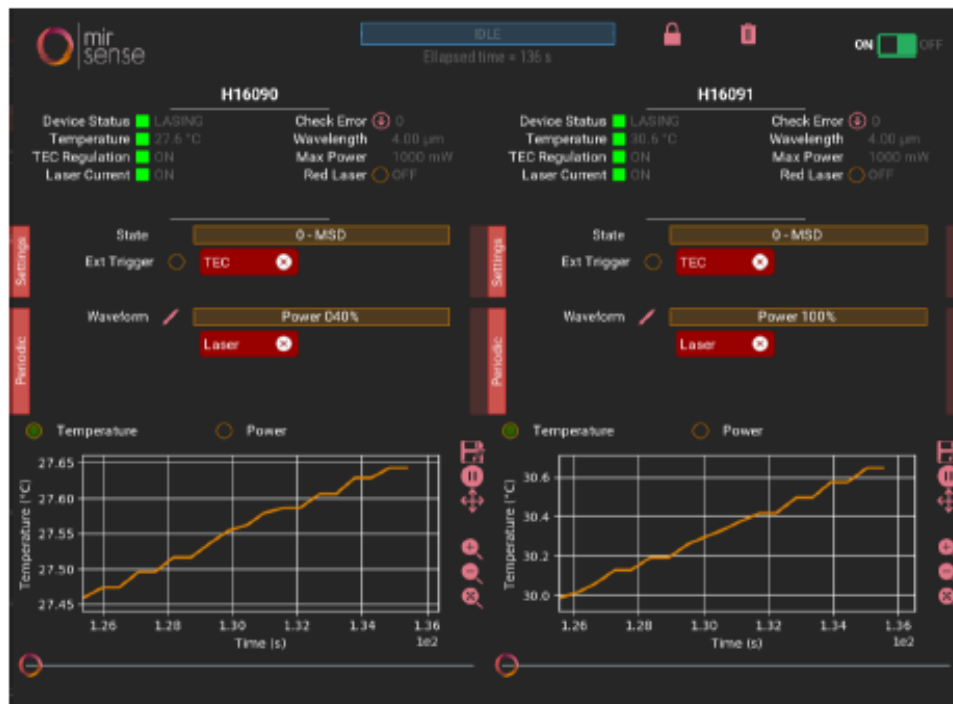 mir
sense
IDLE
Ellapsed time = 136 s
ON OFF
H16090
Device Status LASING Check Error 0
Temperature 27.6 °C Wavelength 4.00 µm
TEC Regulation ON Max Power 1000 mW
Laser Current ON Red Laser OFF
State 0 - MSD
Ext Trigger TEC
Waveform Power 040%
Laser
Settings
Periodic
Temperature Power
27.65
27.60
27.55
27.50
27.45
Temperature (°C)
1.26 1.28 1.30 1.32 1.34 1.36
Time (s) 1e2
H16091
Device Status LASING Check Error 0
Temperature 30.6 °C Wavelength 4.00 µm
TEC Regulation ON Max Power 1000 mW
Laser Current ON Red Laser OFF
State 0 - MSD
Ext Trigger TEC
Waveform Power 100%
Laser
Settings
Periodic
Temperature Power
30.6
30.4
30.2
30.0
Temperature (°C)
1.26 1.28 1.30 1.32 1.34 1.36
Time (s) 1e2